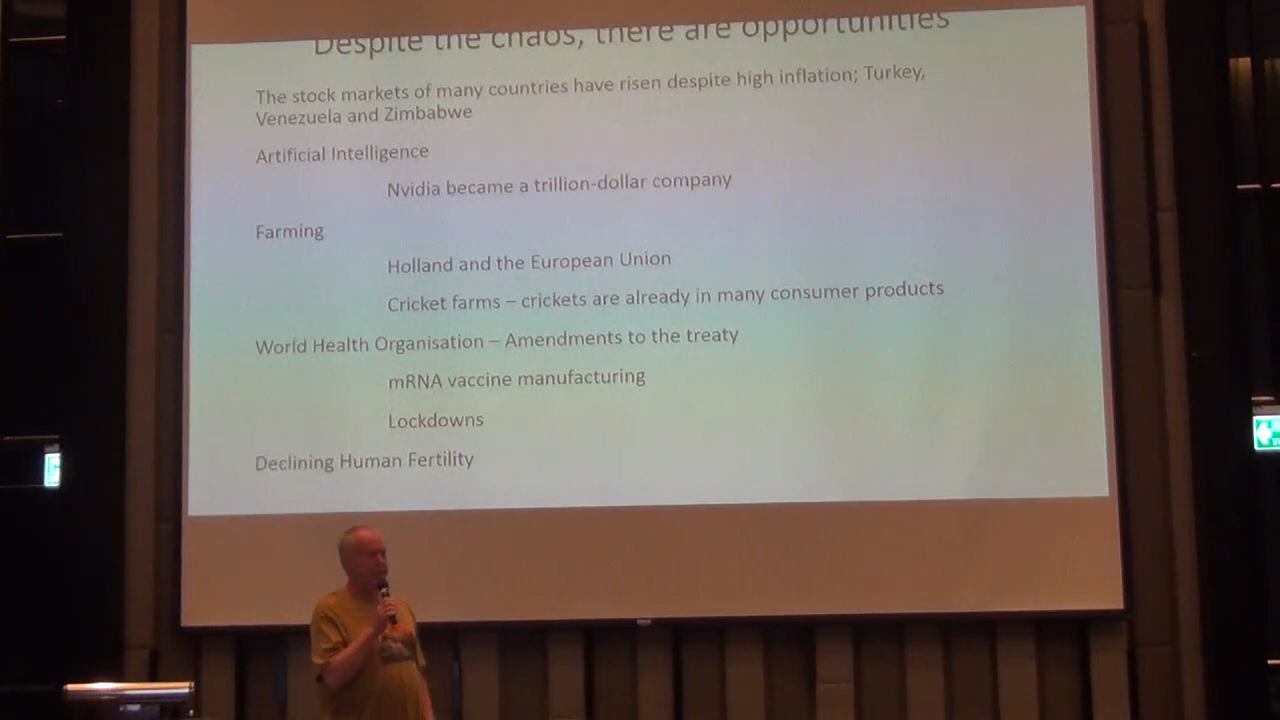 Despite the chaos, there are opportunities
The stock markets of many countries have risen despite high inflation; Turkey,
Venezuela and Zimbabwe
Artificial Intelligence
Nvidia became a trillion-dollar company
Farming
Holland and the European Union
Cricket farms – crickets are already in many consumer products
World Health Organisation – Amendments to the treaty
mRNA vaccine manufacturing
Lockdowns
Declining Human Fertility